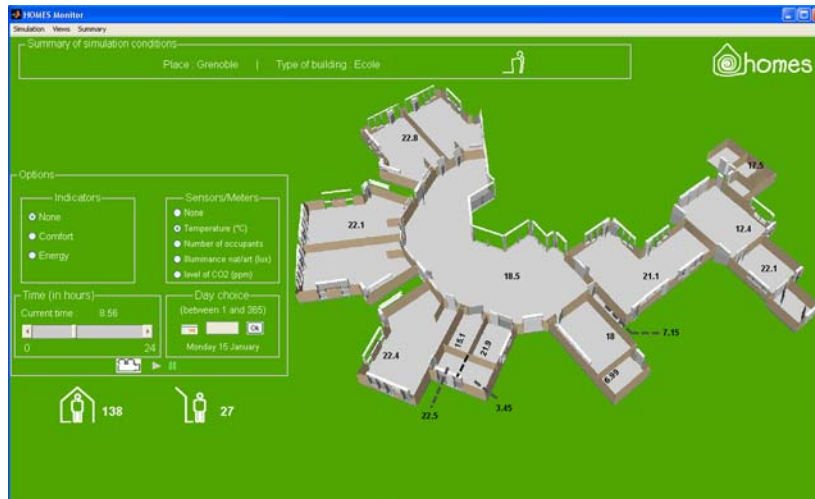 HOMES Monitor
Simulation Views Summary
Summary of simulation conditions
Place : Grenoble | Type of building : Ecole
homes
Options
Indicators
None
Comfort
Energy
Sensors/Meters
None
Temperature (°C)
Number of occupants
Illuminance nat/art (lux)
level of CO2 (ppm)
Time (in hours)
Current time : 8:56
0 24
Day choice
(between 1 and 365)
Ok
Monday 15 January
138 27
22.8
22.1
18.5
17.5
12.4
22.1
21.1
7.15
18
6.99
22.4
15.1
21.9
22.5
3.45